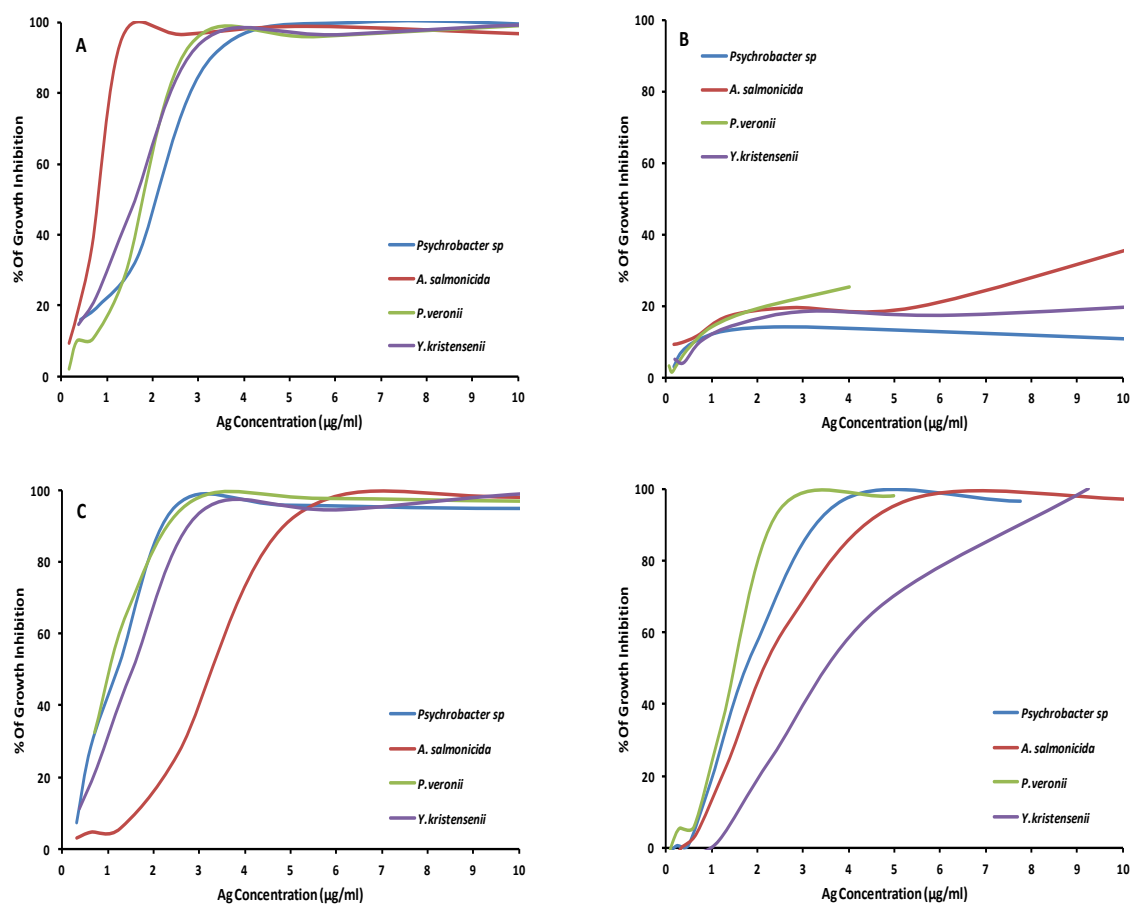 A
% Of Growth Inhibition
100
80
60
40
20
0
Psychrobacter sp
A. salmonicida
P.veronii
Y.kristensenii
0 1 2 3 4 5 6 7 8 9 10
Ag Concentration (µg/ml)
B
% Of Growth Inhibition
100
80
60
40
20
0
Psychrobacter sp
A. salmonicida
P.veronii
Y.kristensenii
0 1 2 3 4 5 6 7 8 9 10
Ag Concentration (µg/ml)
C
% Of Growth Inhibition
100
80
60
40
20
0
Psychrobacter sp
A. salmonicida
P.veronii
Y.kristensenii
0 1 2 3 4 5 6 7 8 9 10
Ag Concentration (µg/ml)
% Of Growth Inhibition
100
80
60
40
20
0
Psychrobacter sp
A. salmonicida
P.veronii
Y.kristensenii
0 1 2 3 4 5 6 7 8 9 10
Ag Concentration (µg/ml)